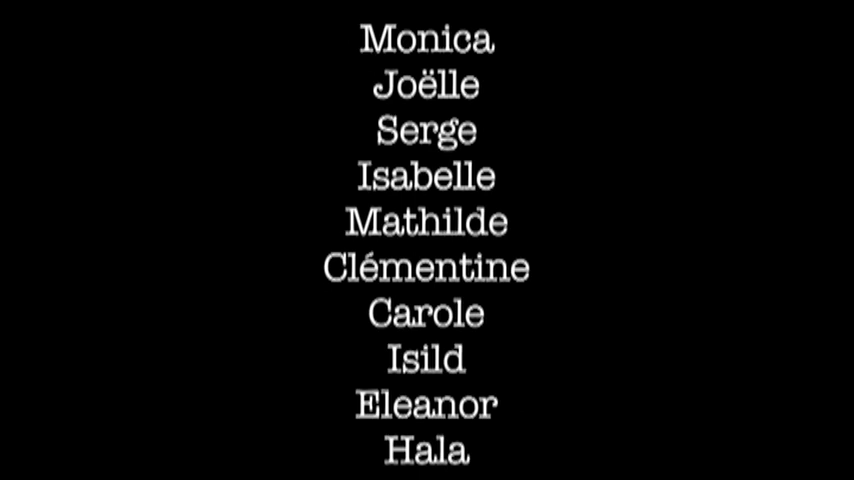 Monica
Joëlle
Serge
Isabelle
Mathilde
Clémentine
Carole
Isild
Eleanor
Hala